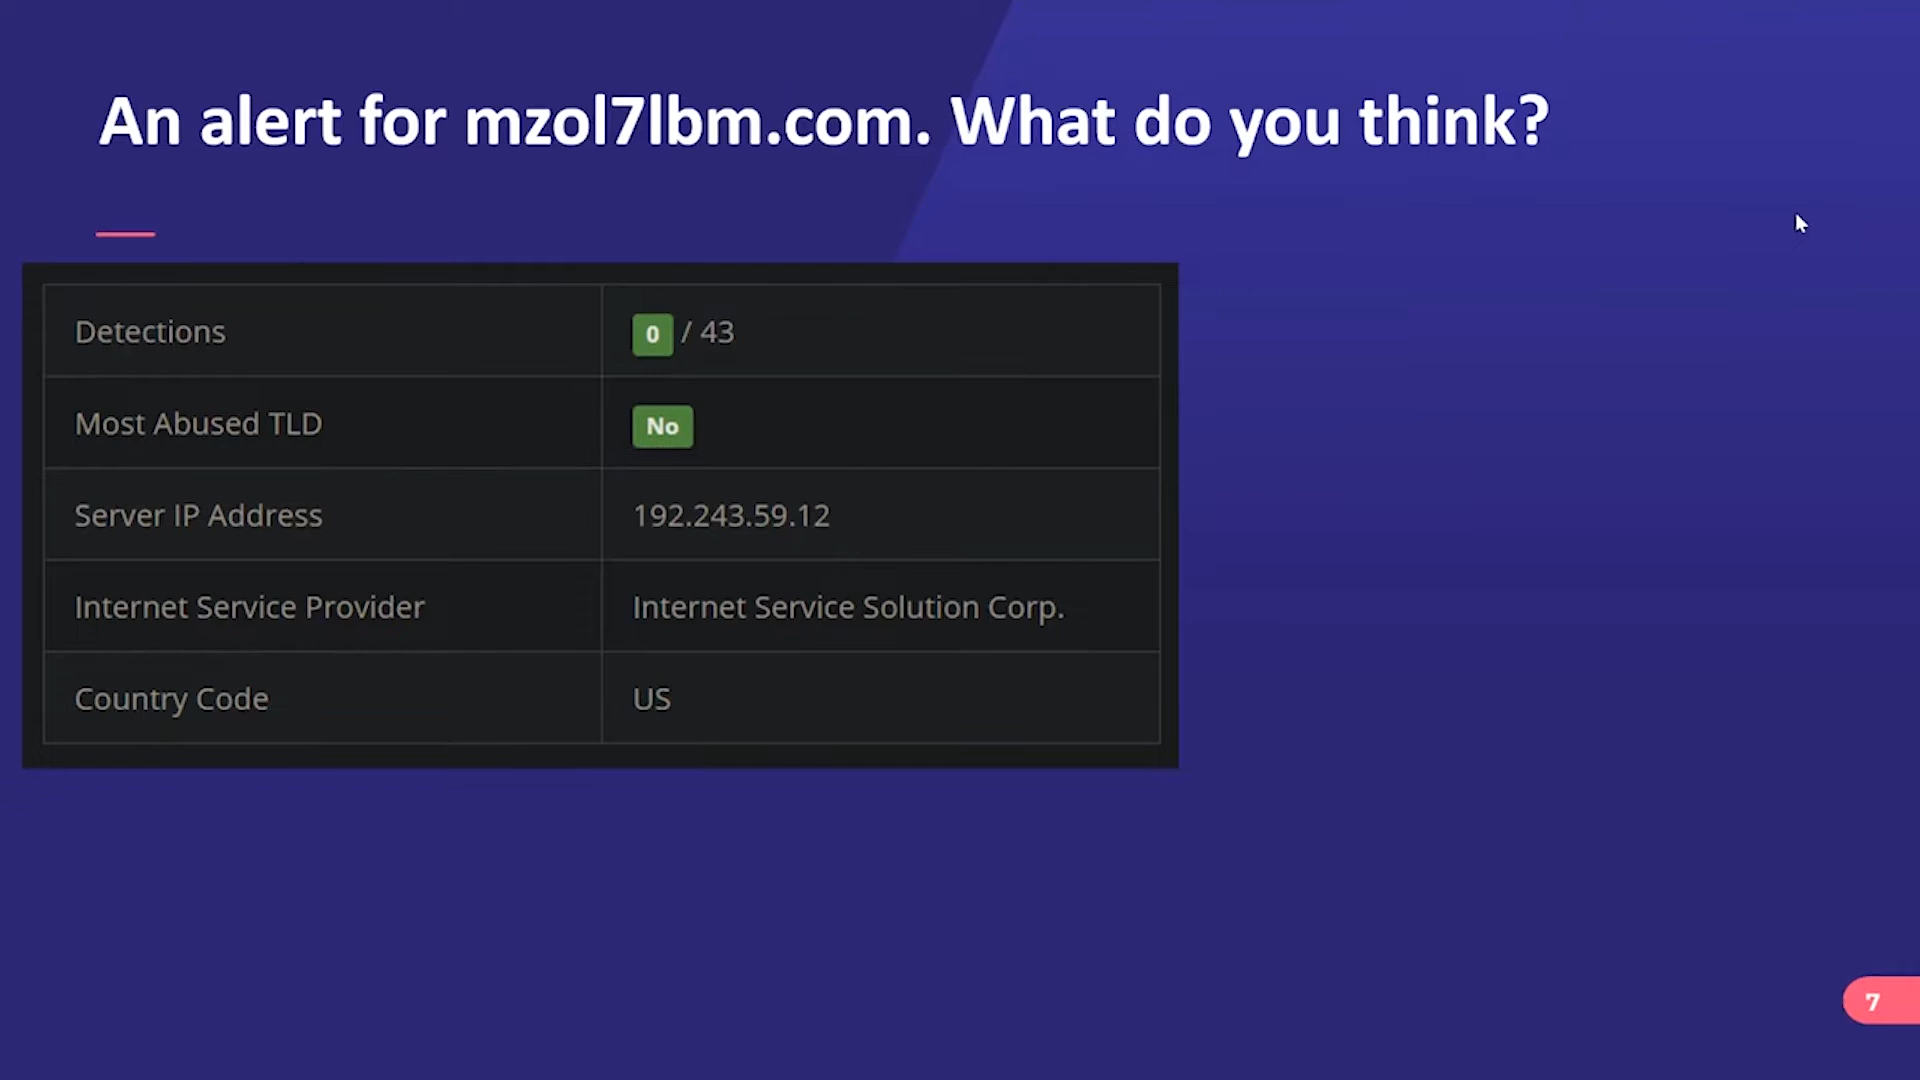 An alert for mzol7lbm.com. What do you think?
Detections 0 / 43
Most Abused TLD No
Server IP Address 192.243.59.12
Internet Service Provider Internet Service Solution Corp.
Country Code US
7